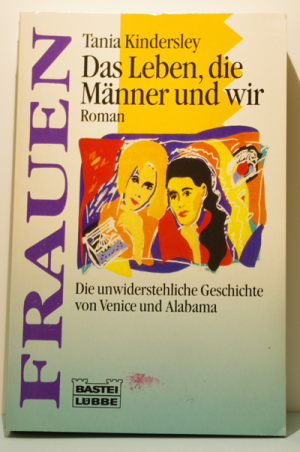 FRAUEN
Tania Kindersley
Das Leben, die
Männer und wir
Roman
Die unwiderstehliche Geschichte
von Venice und Alabama
BASTEI
LÜBBE